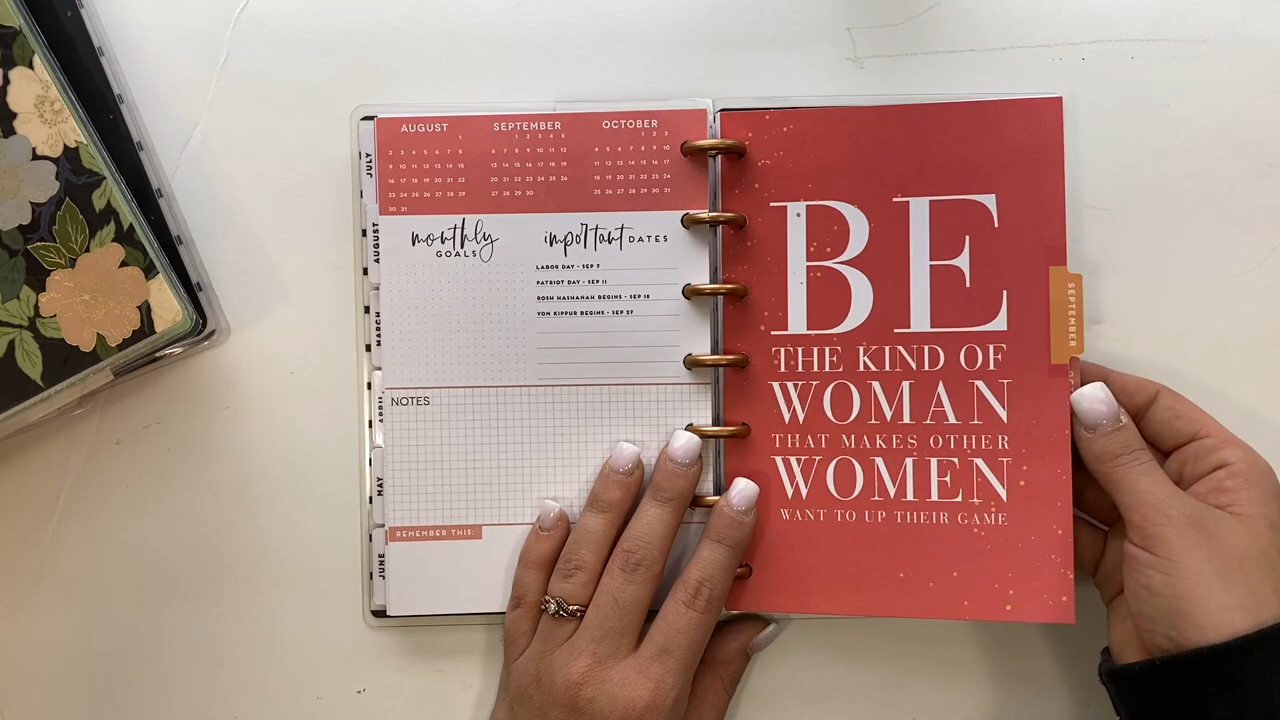 AUGUST SEPTEMBER OCTOBER
1
1 2 3 4 5
1 2 3
2 3 4 5 6 7 8
6 7 8 9 10 11 12
4 5 6 7 8 9 10
9 10 11 12 13 14 15
13 14 15 16 17 18 19
11 12 13 14 15 16 17
16 17 18 19 20 21 22
20 21 22 23 24 25 26
18 19 20 21 22 23 24
23 24 25 26 27 28 29
27 28 29 30
25 26 27 28 29 30 31
30 31
monthly
GOALS
important DATES
LABOR DAY - SEP 7
PATRIOT DAY - SEP 11
ROSH HASHANAH BEGINS - SEP 18
YOM KIPPUR BEGINS - SEP 27
NOTES
REMEMBER THIS:
JULY
AUGUST
MARCH
APRIL
MAY
JUNE
BE
THE KIND OF
WOMAN
THAT MAKES OTHER
WOMEN
WANT TO UP THEIR GAME
SEPTEMBER